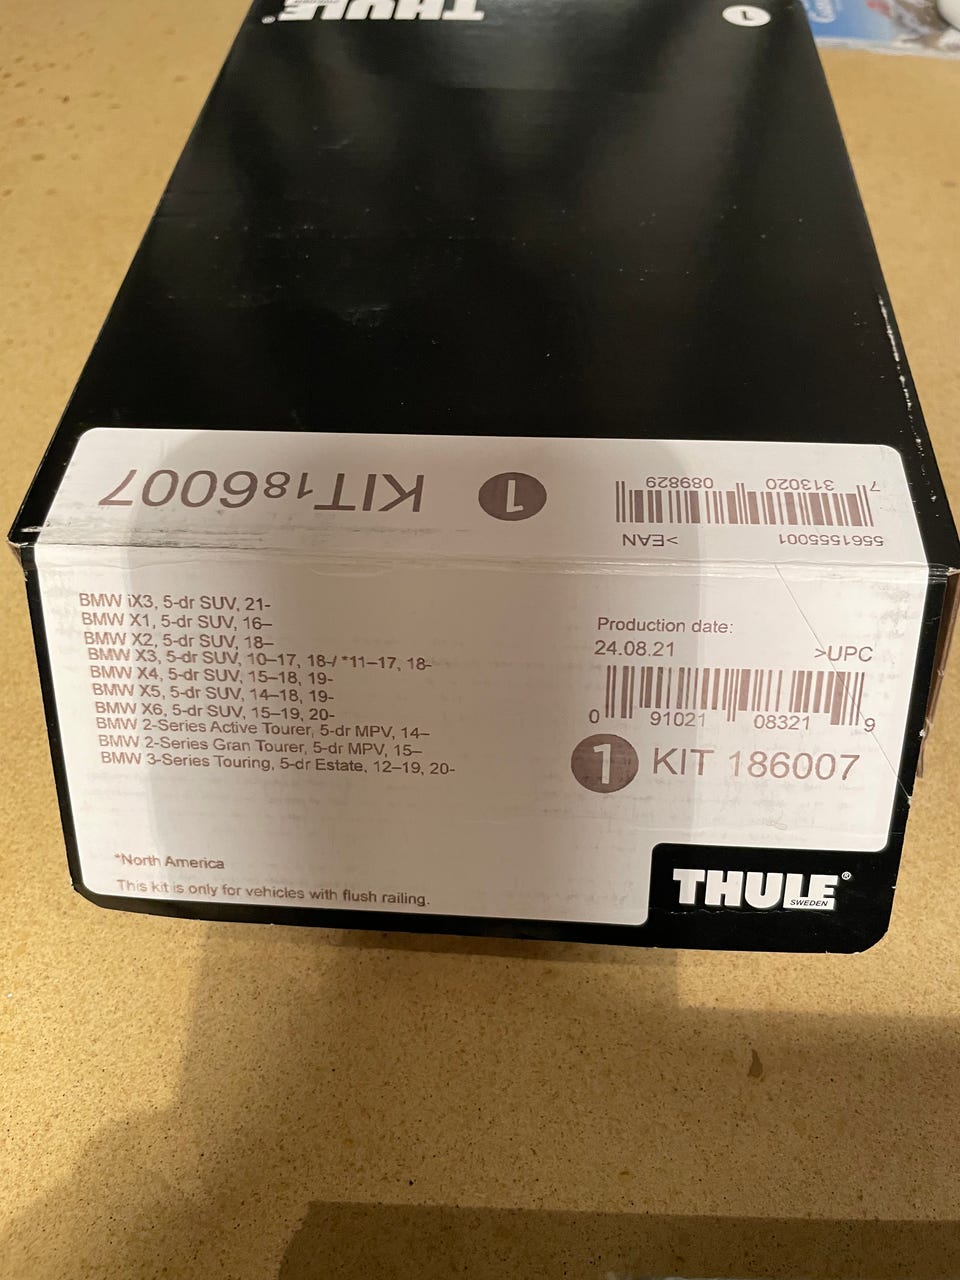 THULE®
SWEDEN
1
KIT 186007
1
7 313020 089829
>EAN
5561555001
BMW iX3, 5-dr SUV, 21-
BMW X1, 5-dr SUV, 16–
BMW X2, 5-dr SUV, 18–
BMW X3, 5-dr SUV, 10–17, 18-/ *11–17, 18-
BMW X4, 5-dr SUV, 15–18, 19-
BMW X5, 5-dr SUV, 14–18, 19-
BMW X6, 5-dr SUV, 15–19, 20-
BMW 2-Series Active Tourer, 5-dr MPV, 14–
BMW 2-Series Gran Tourer, 5-dr MPV, 15–
BMW 3-Series Touring, 5-dr Estate, 12–19, 20-
*North America
This kit is only for vehicles with flush railing.
Production date:
24.08.21
>UPC
0 91021 08321 9
1 KIT 186007
THULE®
SWEDEN